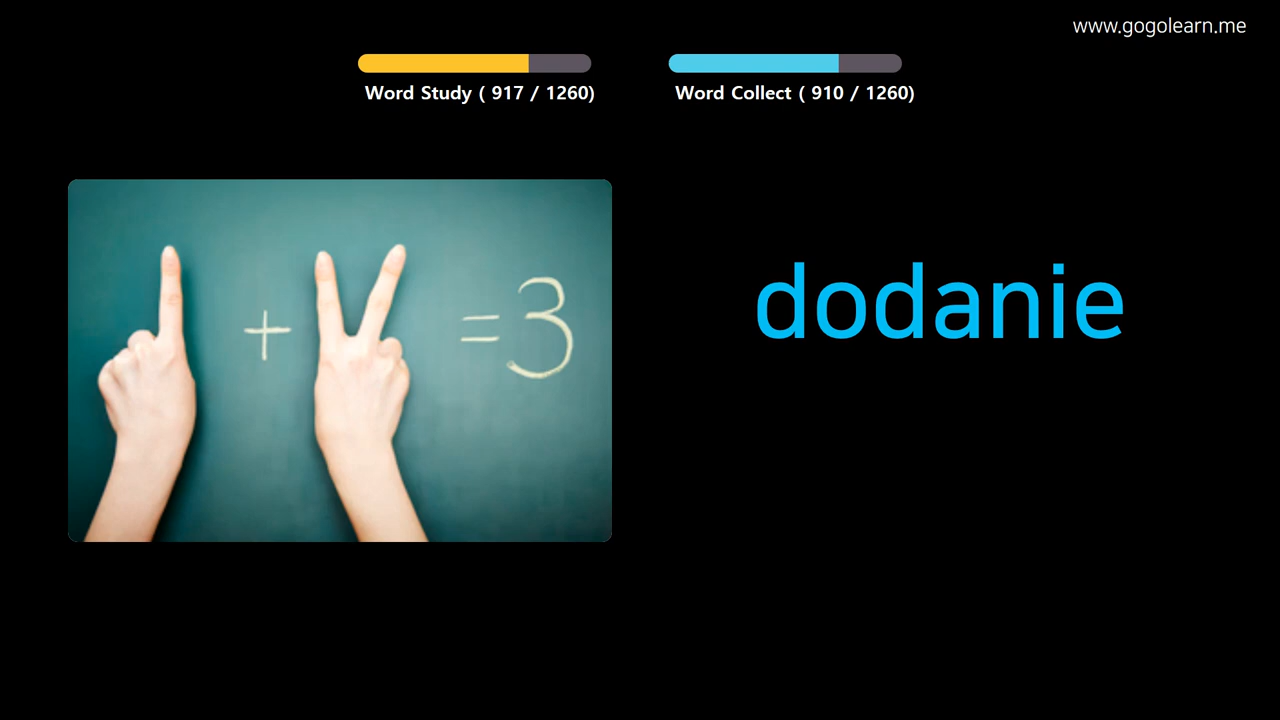 www.gogolearn.me
Word Study ( 917 / 1260)
Word Collect ( 910 / 1260)
+ = 3
dodanie